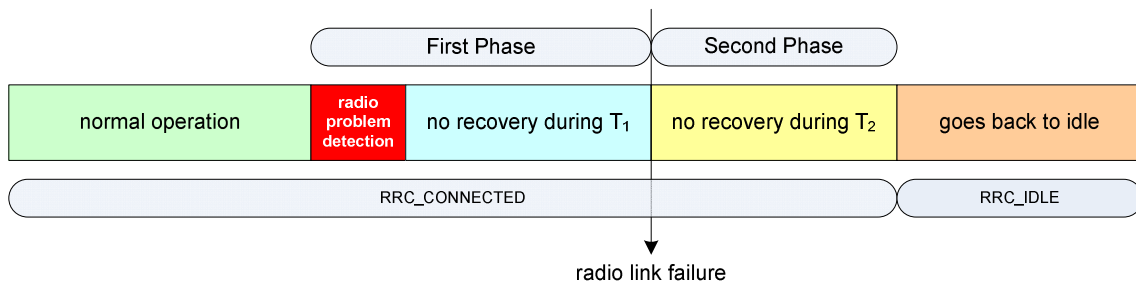 First Phase
Second Phase
normal operation
radio
problem
detection
no recovery during T₁
no recovery during T₂
goes back to idle
RRC_CONNECTED
RRC_IDLE
radio link failure